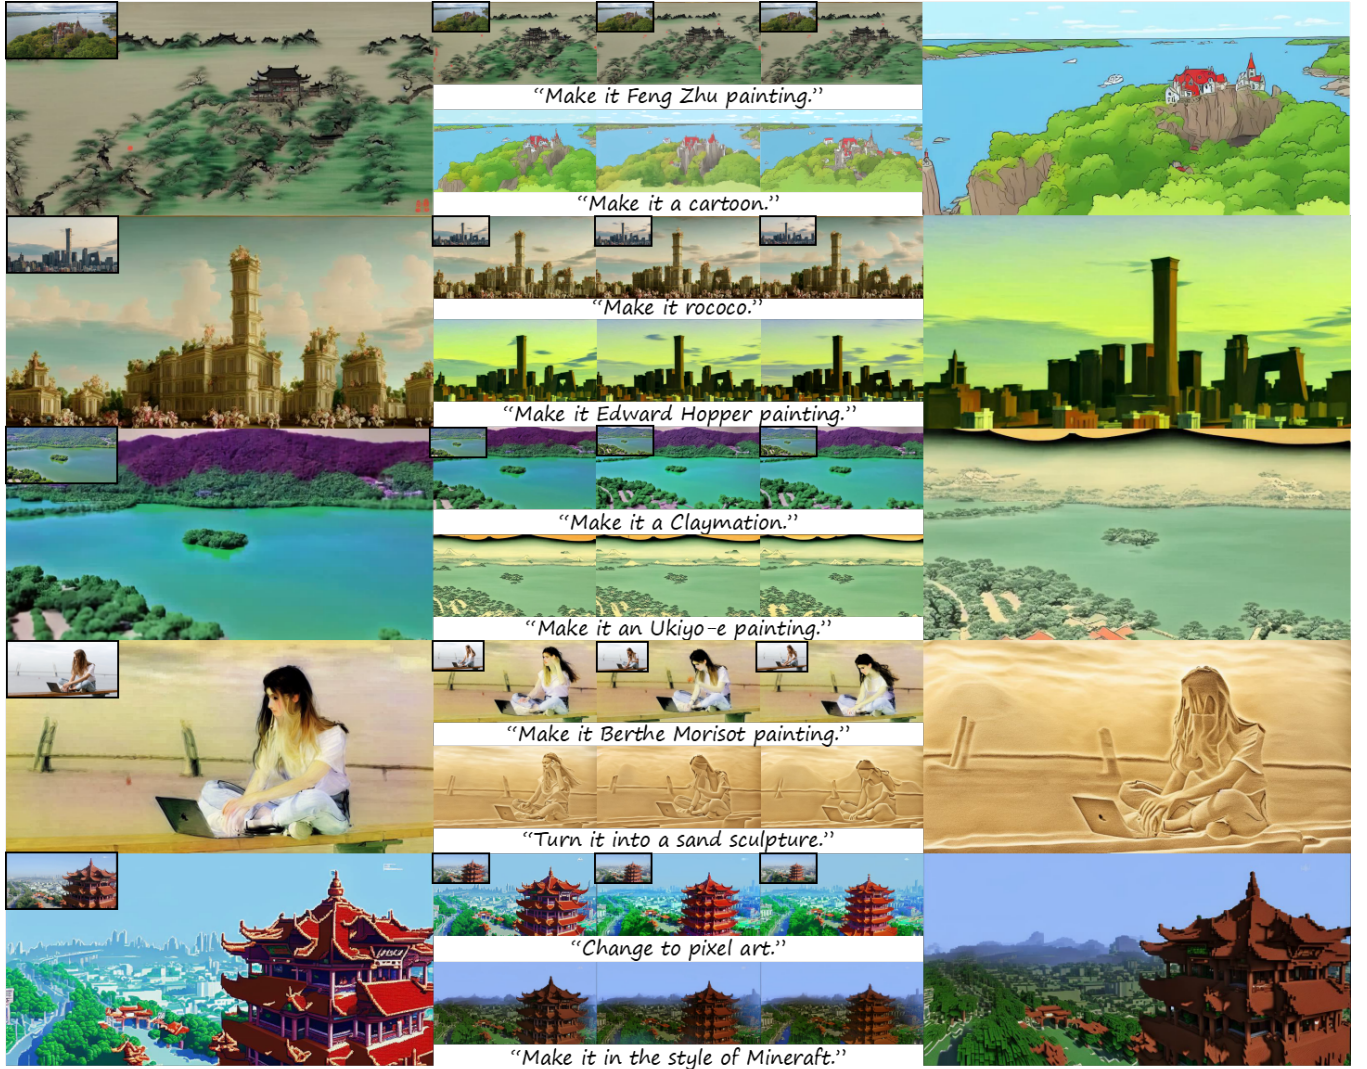 “Make it Feng Zhu painting.”
“Make it a cartoon.”
“Make it rococo.”
“Make it Edward Hopper painting.”
“Make it a Claymation.”
“Make it an Ukiyo-e painting.”
“Make it Berthe Morisot painting.”
“Turn it into a sand sculpture.”
“Change to pixel art.”
“Make it in the style of Mineraft.”